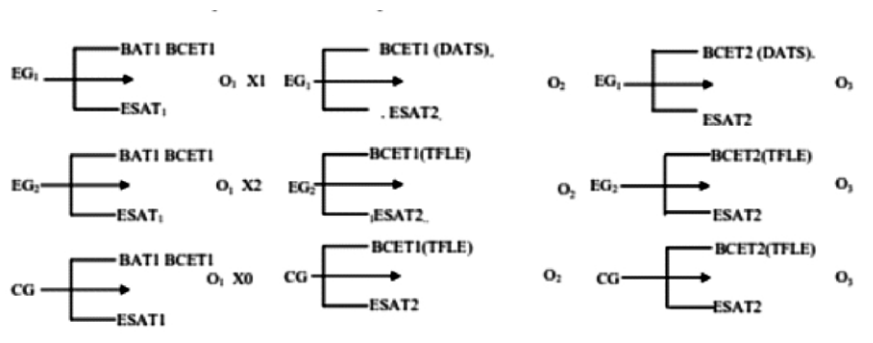 BAT1 BCET1 BCET1 (DATS). BCET2 (DATS).
EG₁ O₁ X1 EG₁ O₂ EG₁ O₃
ESAT₁ . ESAT2. ESAT2
BAT1 BCET1 BCET1(TFLE) BCET2(TFLE)
EG₂ O₁ X2 EG₂ O₂ EG₂ O₃
ESAT₁ ESAT2.. ESAT2
BAT1 BCET1 BCET1(TFLE) BCET2(TFLE)
CG O₁ X0 CG O₂ CG O₃
ESAT1 ESAT2 ESAT2